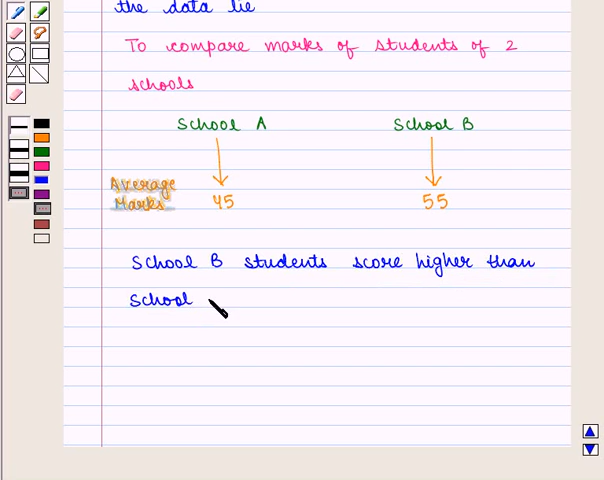 the data lie
To compare marks of students of 2
schools
School A School B
Average
Marks 45 55
School B students score higher than
School